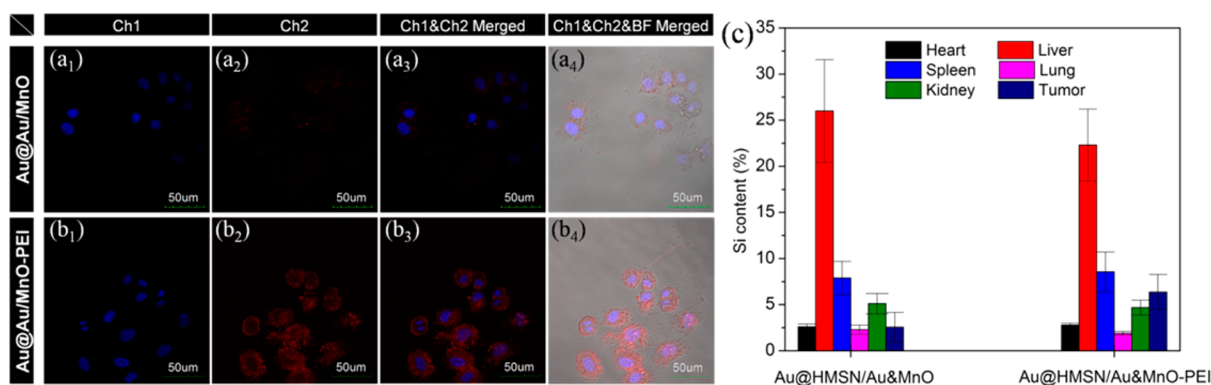 Ch1
Ch2
Ch1&Ch2 Merged
Ch1&Ch2&BF Merged
Au@Au/MnO
(a1)
(a2)
(a3)
(a4)
50um
50um
50um
50um
Au@Au/MnO-PEI
(b1)
(b2)
(b3)
(b4)
50um
50um
50um
50um
(c)
Heart
Liver
Spleen
Lung
Kidney
Tumor
Si content (%)
35
30
25
20
15
10
5
0
Au@HMSN/Au&MnO
Au@HMSN/Au&MnO-PEI